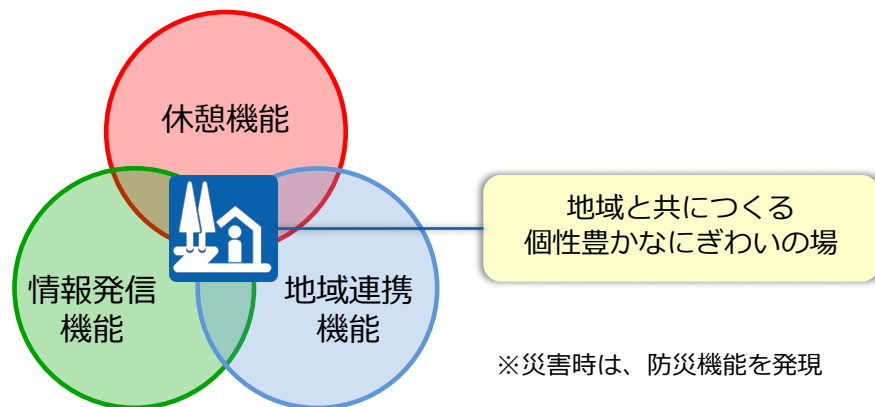 休憩機能
情報発信
機能
地域連携
機能
地域と共につくる
個性豊かなにぎわいの場
※災害時は、防災機能を発現